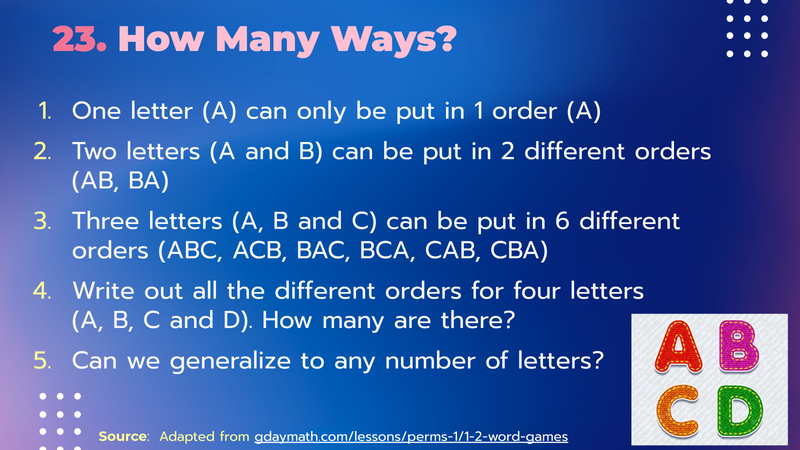 23. How Many Ways?
1. One letter (A) can only be put in 1 order (A)
2. Two letters (A and B) can be put in 2 different orders
(AB, BA)
3. Three letters (A, B and C) can be put in 6 different
orders (ABC, ACB, BAC, BCA, CAB, CBA)
4. Write out all the different orders for four letters
(A, B, C and D). How many are there?
5. Can we generalize to any number of letters?
A B
C D
Source: Adapted from gdaymath.com/lessons/perms-1/1-2-word-games